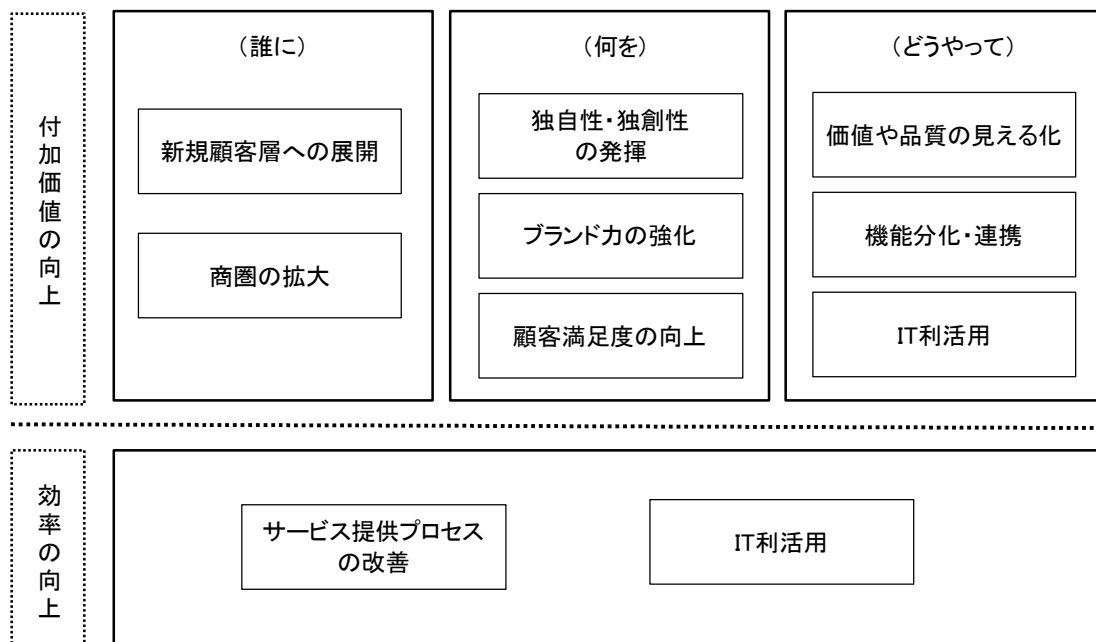 付加価値の向上
(誰に)
新規顧客層への展開
商圏の拡大
(何を)
独自性・独創性
の発揮
ブランド力の強化
顧客満足度の向上
(どうやって)
価値や品質の見える化
機能分化・連携
IT利活用
効率の向上
サービス提供プロセス
の改善
IT利活用